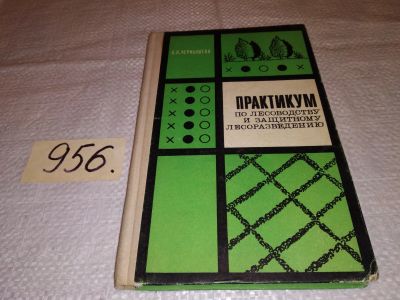 956.
ПРАКТИКУМ
ПО ЛЕСОВОДСТВУ
И ЗАЩИТНОМУ
ЛЕСОРАЗВЕДЕНИЮ